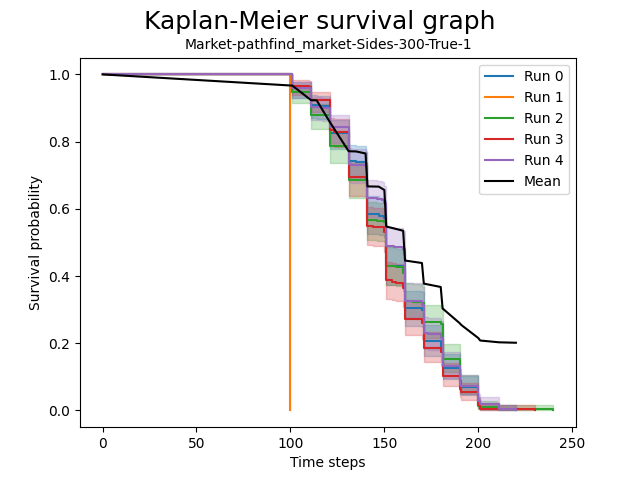 Kaplan-Meier survival graph
Market-pathfind_market-Sides-300-True-1
Survival probability
1.0
0.8
0.6
0.4
0.2
0.0
Run 0
Run 1
Run 2
Run 3
Run 4
Mean
0 50 100 150 200 250
Time steps